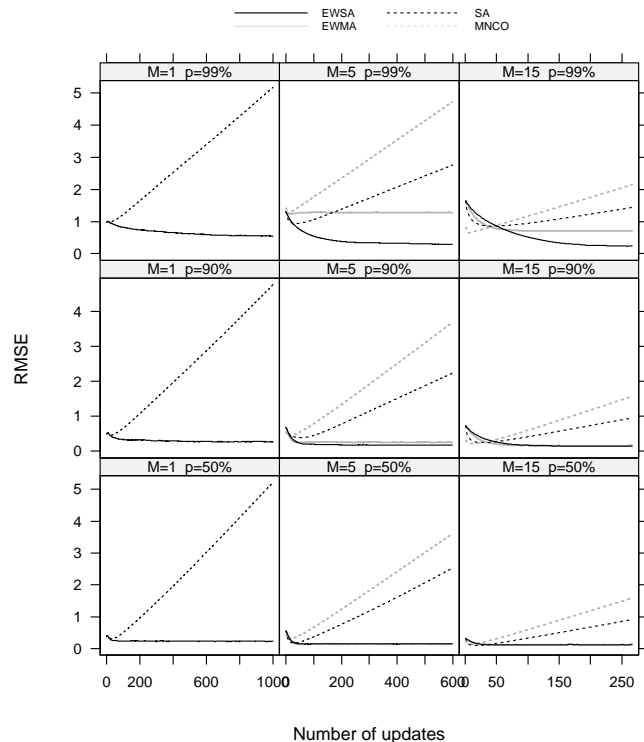 EWSA
SA
EWMA
MNCO
M=1 p=99%
M=5 p=99%
M=15 p=99%
5
4
3
2
1
0
M=1 p=90%
M=5 p=90%
M=15 p=90%
4
3
2
1
0
M=1 p=50%
M=5 p=50%
M=15 p=50%
5
4
3
2
1
0
RMSE
0 200 600 1000
0 200 400 600
0 50 150 250
Number of updates